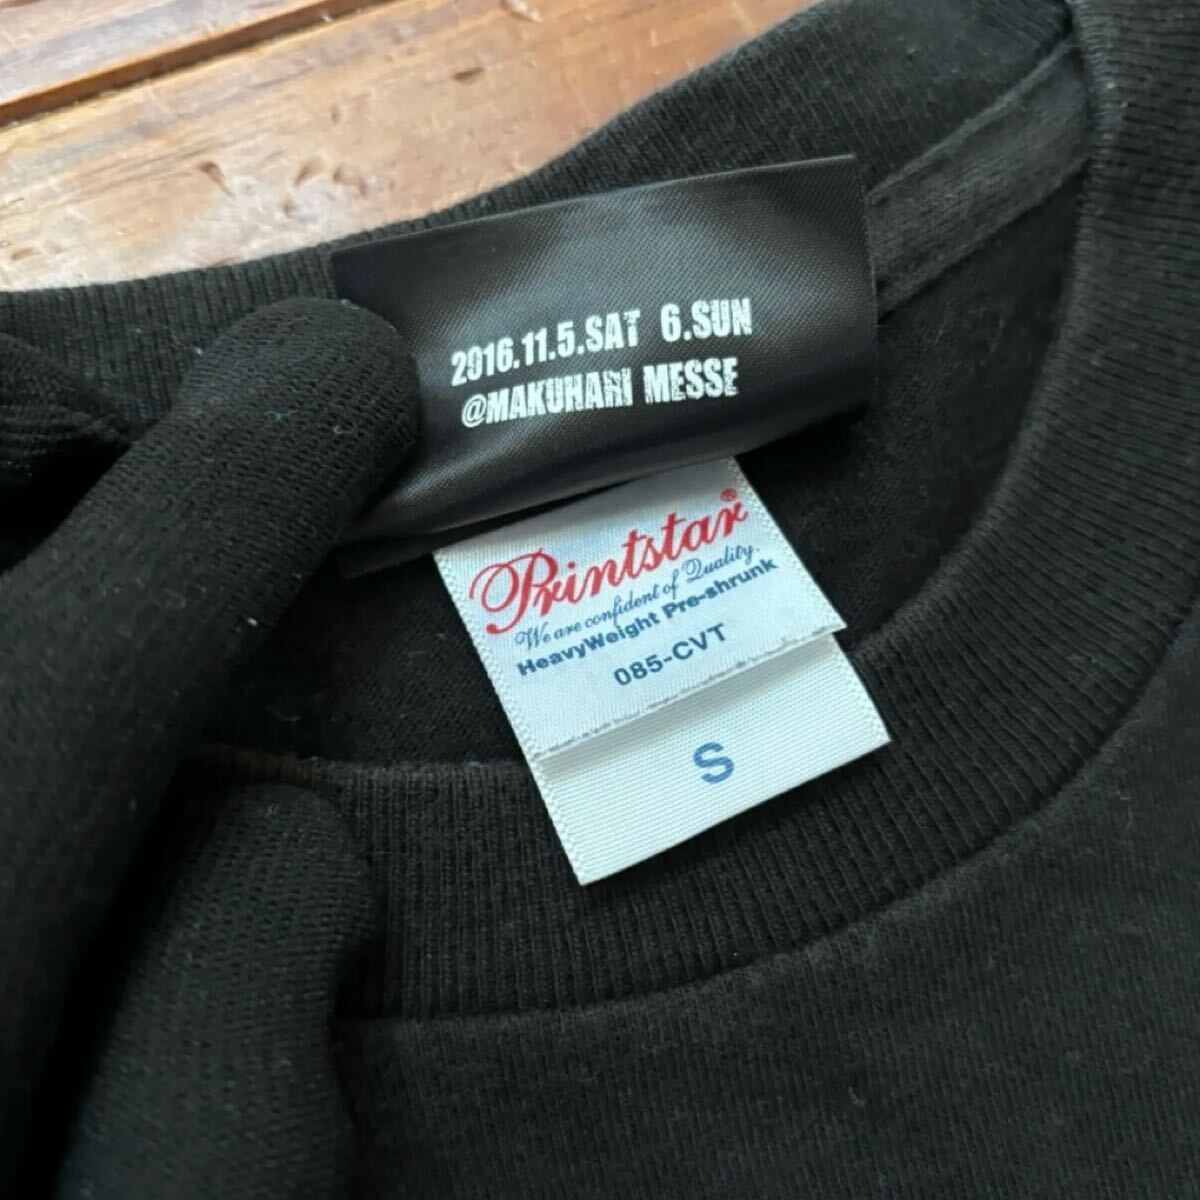 2016.11.5.SAT 6.SUN
@MAKUHARI MESSE
Printstar®
We are confident of Quality.
HeavyWeight Pre-shrunk
085-CVT
S